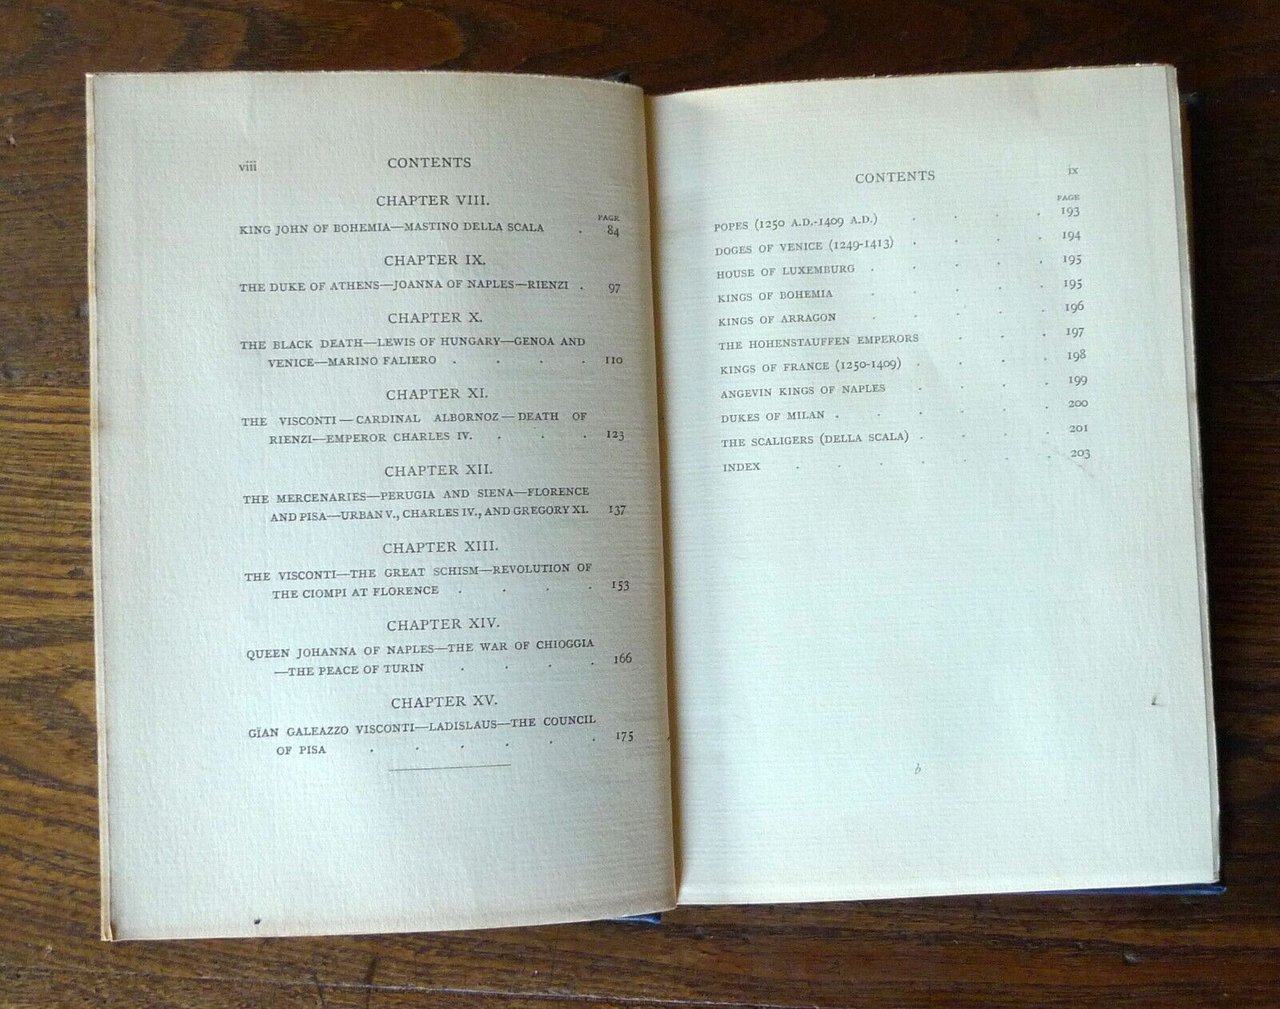 viii CONTENTS
CHAPTER VIII.
PAGE
KING JOHN OF BOHEMIA—MASTINO DELLA SCALA . 84
CHAPTER IX.
THE DUKE OF ATHENS—JOANNA OF NAPLES—RIENZI . 97
CHAPTER X.
THE BLACK DEATH—LEWIS OF HUNGARY—GENOA AND
VENICE—MARINO FALIERO . . . . 110
CHAPTER XI.
THE VISCONTI—CARDINAL ALBORNOZ—DEATH OF
RIENZI—EMPEROR CHARLES IV. . . . 123
CHAPTER XII.
THE MERCENARIES—PERUGIA AND SIENA—FLORENCE
AND PISA—URBAN V., CHARLES IV., AND GREGORY XI. 137
CHAPTER XIII.
THE VISCONTI—THE GREAT SCHISM—REVOLUTION OF
THE CIOMPI AT FLORENCE . . . . 153
CHAPTER XIV.
QUEEN JOHANNA OF NAPLES—THE WAR OF CHIOGGIA
—THE PEACE OF TURIN . . . . 166
CHAPTER XV.
GÏAN GALEAZZO VISCONTI—LADISLAUS—THE COUNCIL
OF PISA . . . . . . 175
CONTENTS ix
PAGE
POPES (1250 A.D.-1409 A.D.) . . . . 193
DOGES OF VENICE (1249-1413) . . . . 194
HOUSE OF LUXEMBURG . . . . . 195
KINGS OF BOHEMIA . . . . . 195
KINGS OF ARRAGON . . . . . 196
THE HOHENSTAUFFEN EMPERORS . . . 197
KINGS OF FRANCE (1250-1409) . . . . 198
ANGEVIN KINGS OF NAPLES . . . . 199
DUKES OF MILAN . . . . . . 200
THE SCALIGERS (DELLA SCALA) . . . . 201
INDEX . . . . . . . 203
b